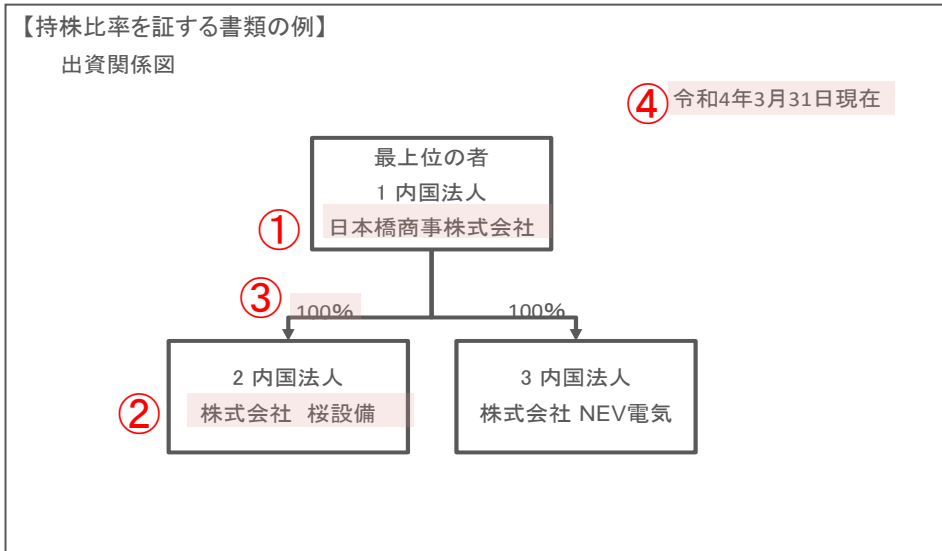 【持株比率を証する書類の例】
出資関係図
④ 令和4年3月31日現在
最上位の者
1 内国法人
① 日本橋商事株式会社
③ 100% 100%
2 内国法人
② 株式会社 桜設備
3 内国法人
株式会社 NEV電気